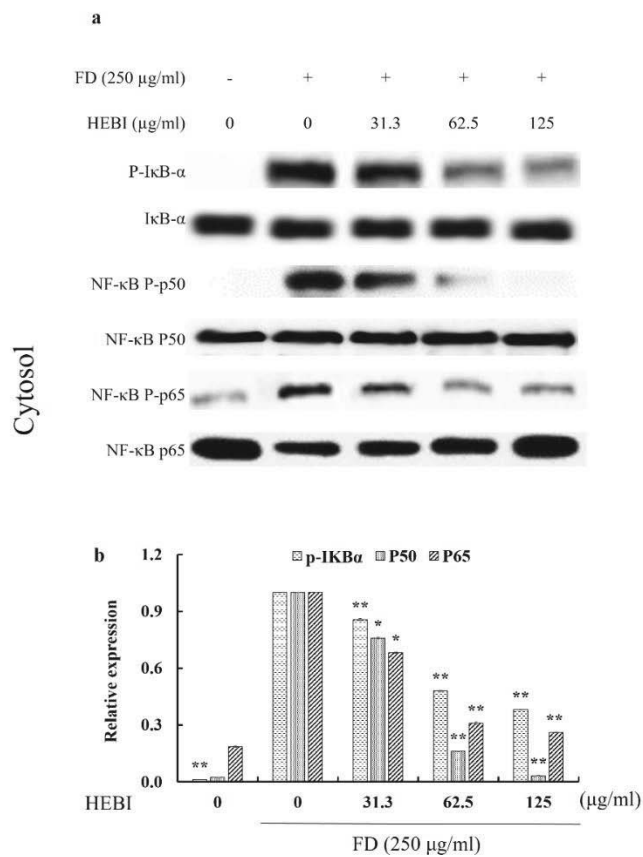 a
FD (250 µg/ml) - + + + +
HEBI (µg/ml) 0 0 31.3 62.5 125
P-IκB-α
IκB-α
NF-κB P-p50
NF-κB P50
NF-κB P-p65
NF-κB p65
Cytosol
b
p-IKBα P50 P65
Relative expression
1.2
0.9
0.6
0.3
0.0
** ** * * ** ** ** ** ** **
HEBI 0 0 31.3 62.5 125 (µg/ml)
FD (250 µg/ml)